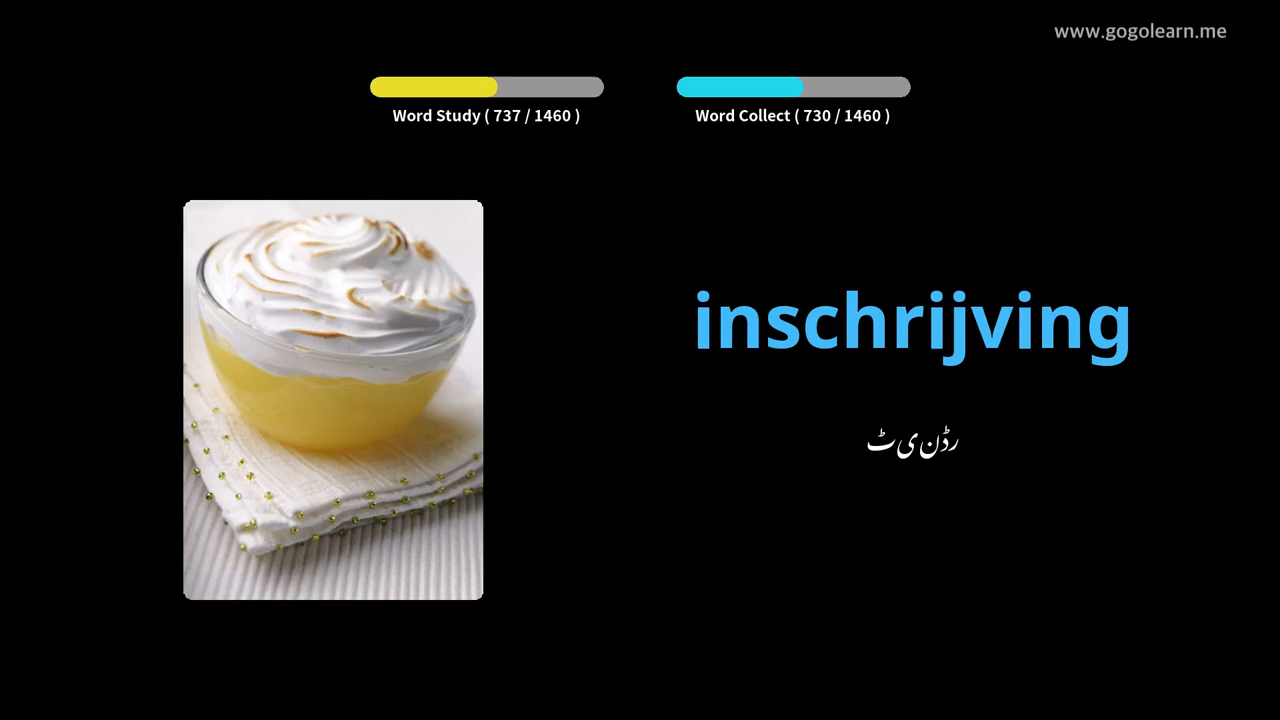 www.gogolearn.me
Word Study ( 737 / 1460 )
Word Collect ( 730 / 1460 )
inschrijving
رڈن ی ٹ